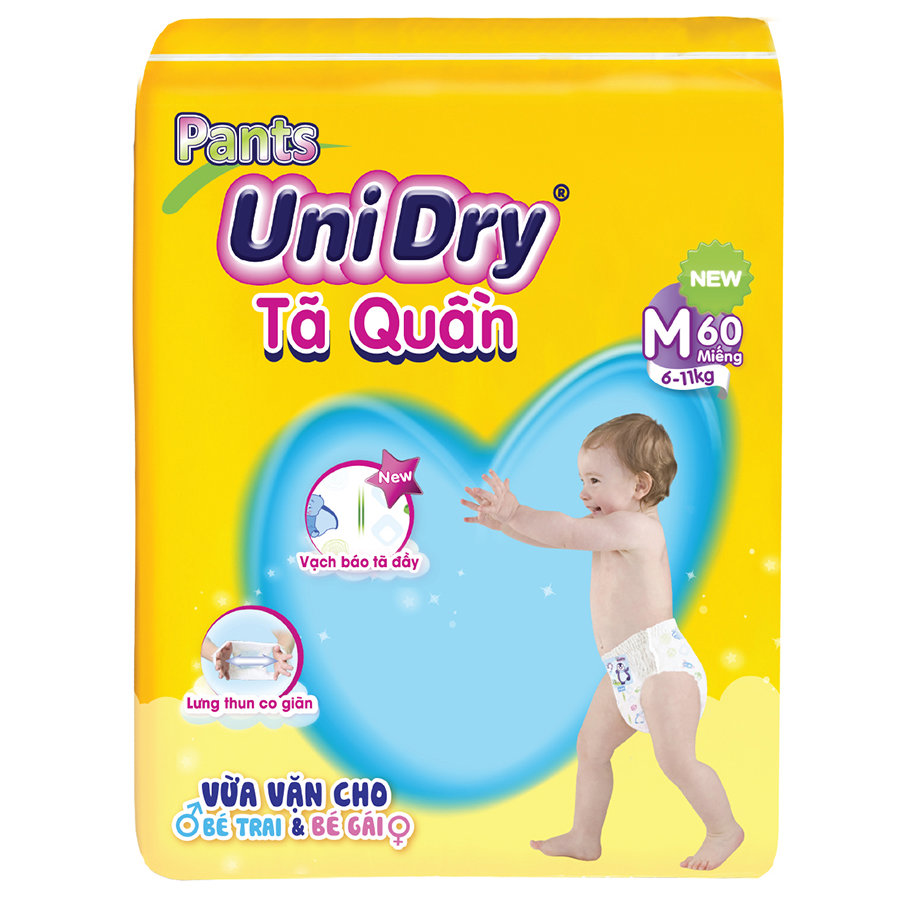 Pants
UniDry®
Tã Quần
NEW
M60
Miếng
6-11kg
New
Vạch báo tã đầy
Lưng thun co giãn
VỪA VẶN CHO
BÉ TRAI & BÉ GÁI